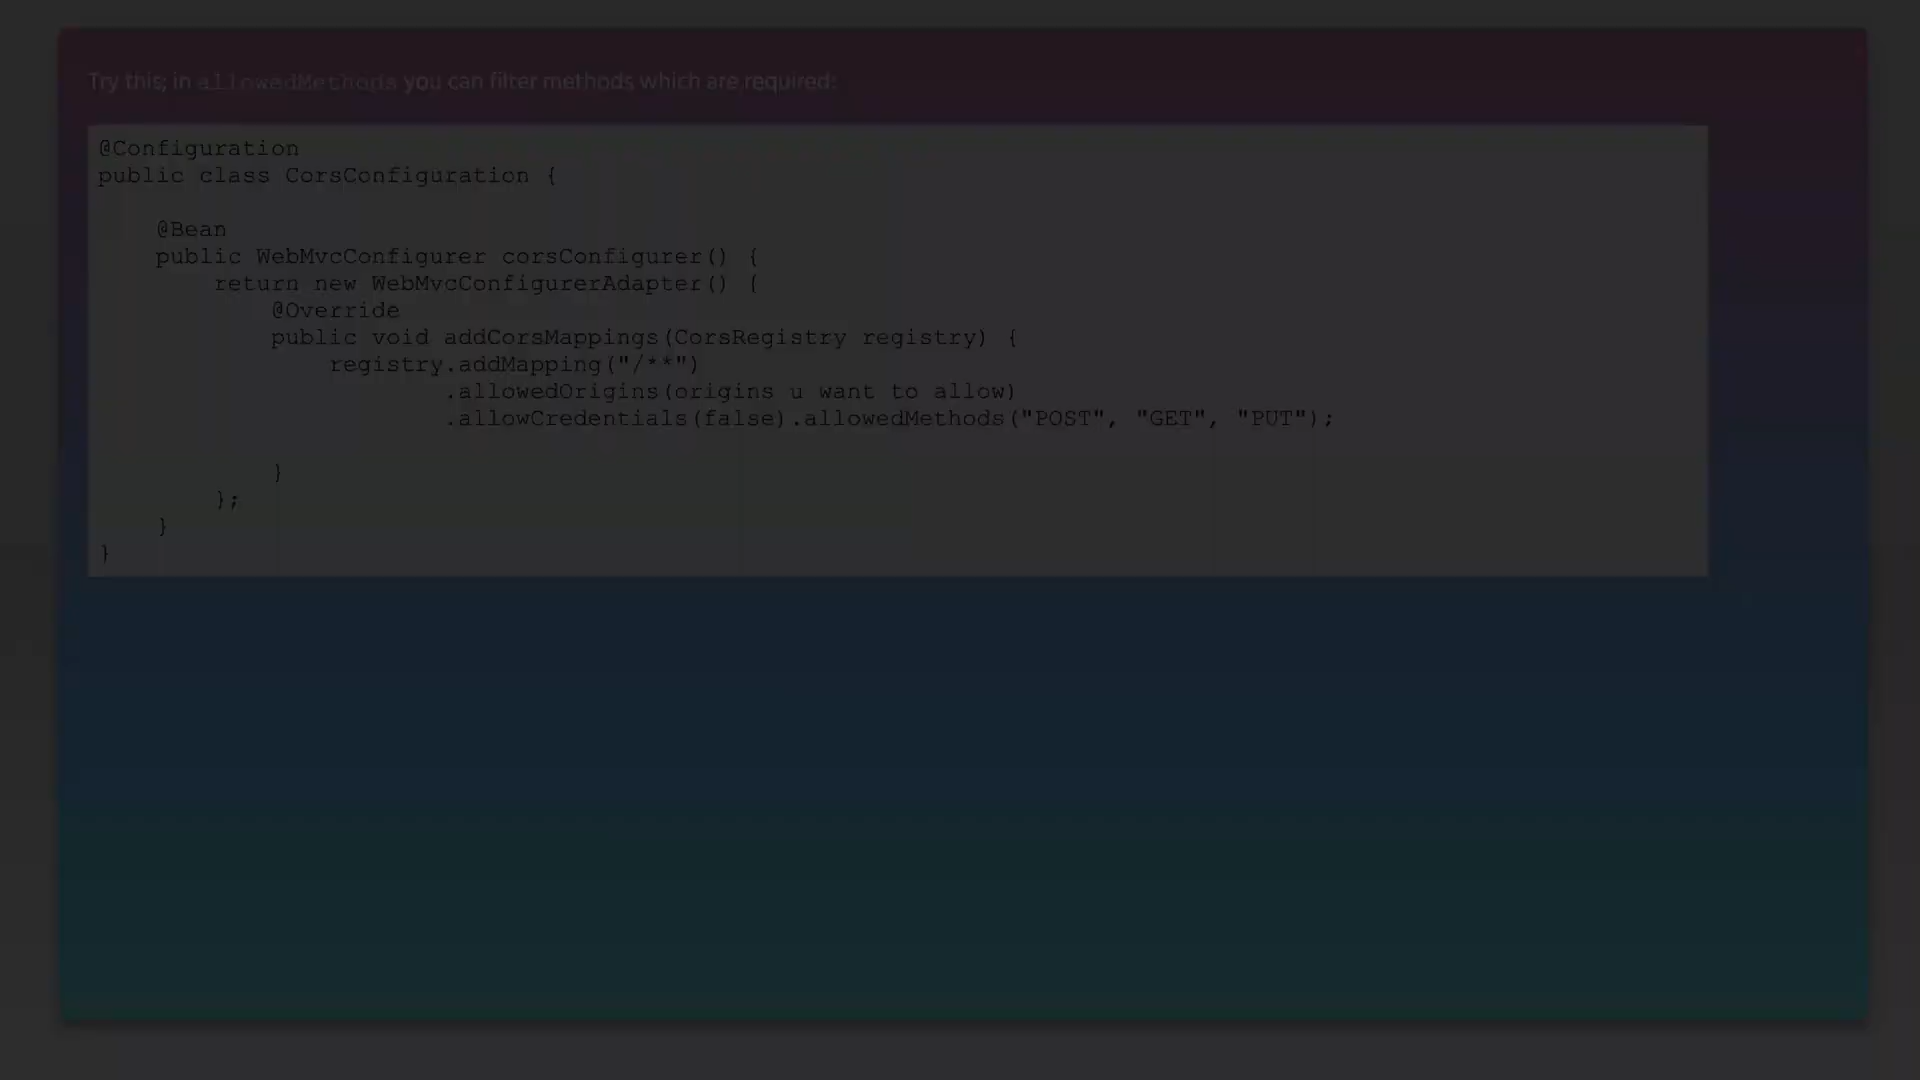 Try this; in allowedMethods you can filter methods which are required:
@Configuration
public class CorsConfiguration {
@Bean
public WebMvcConfigurer corsConfigurer() {
return new WebMvcConfigurerAdapter() {
@Override
public void addCorsMappings(CorsRegistry registry) {
registry.addMapping("/**")
.allowedOrigins(origins u want to allow)
.allowCredentials(false).allowedMethods("POST", "GET", "PUT");
}
};
}
}